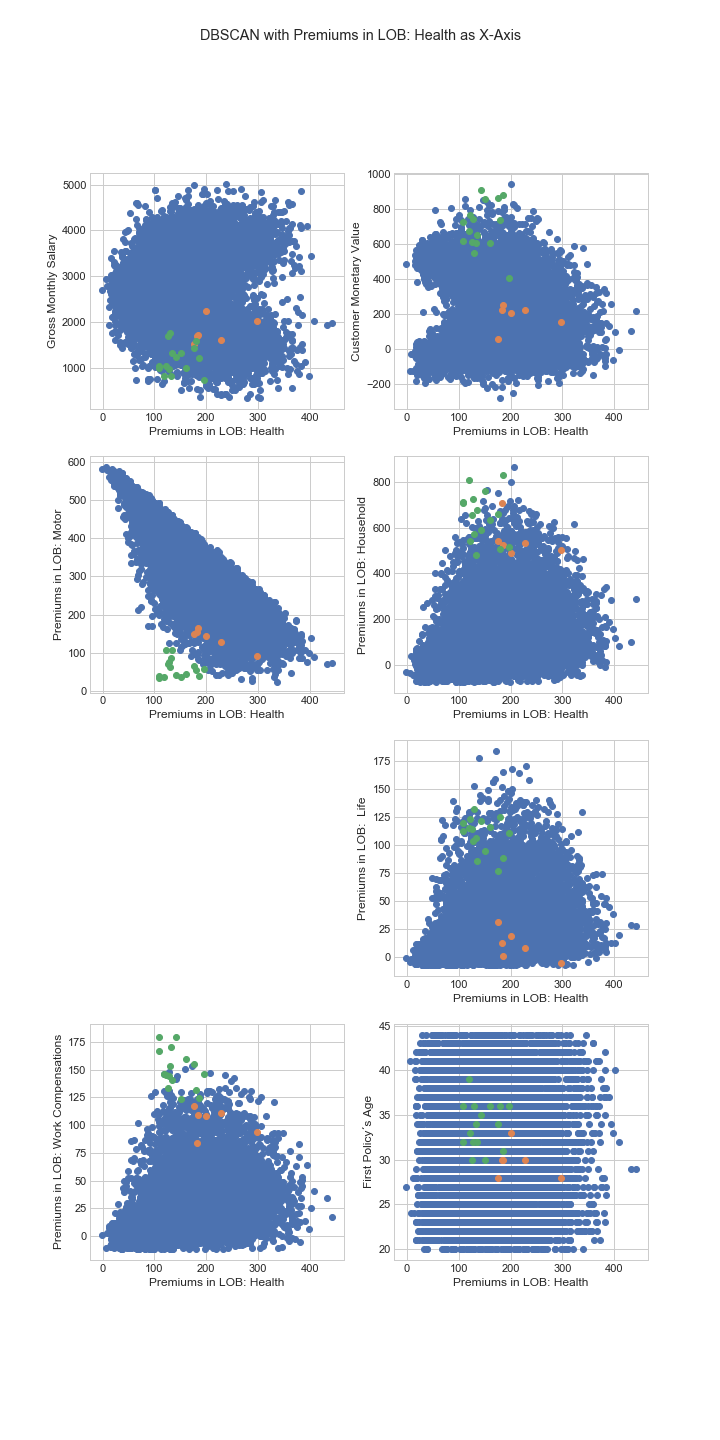 DBSCAN with Premiums in LOB: Health as X-Axis
5000
4000
3000
2000
1000
Gross Monthly Salary
0 100 200 300 400
Premiums in LOB: Health
1000
800
600
400
200
0
−200
Customer Monetary Value
0 100 200 300 400
Premiums in LOB: Health
600
500
400
300
200
100
0
Premiums in LOB: Motor
0 100 200 300 400
Premiums in LOB: Health
800
600
400
200
0
Premiums in LOB: Household
0 100 200 300 400
Premiums in LOB: Health
175
150
125
100
75
50
25
0
Premiums in LOB:  Life
0 100 200 300 400
Premiums in LOB: Health
175
150
125
100
75
50
25
0
Premiums in LOB: Work Compensations
0 100 200 300 400
Premiums in LOB: Health
45
40
35
30
25
20
First Policy´s Age
0 100 200 300 400
Premiums in LOB: Health